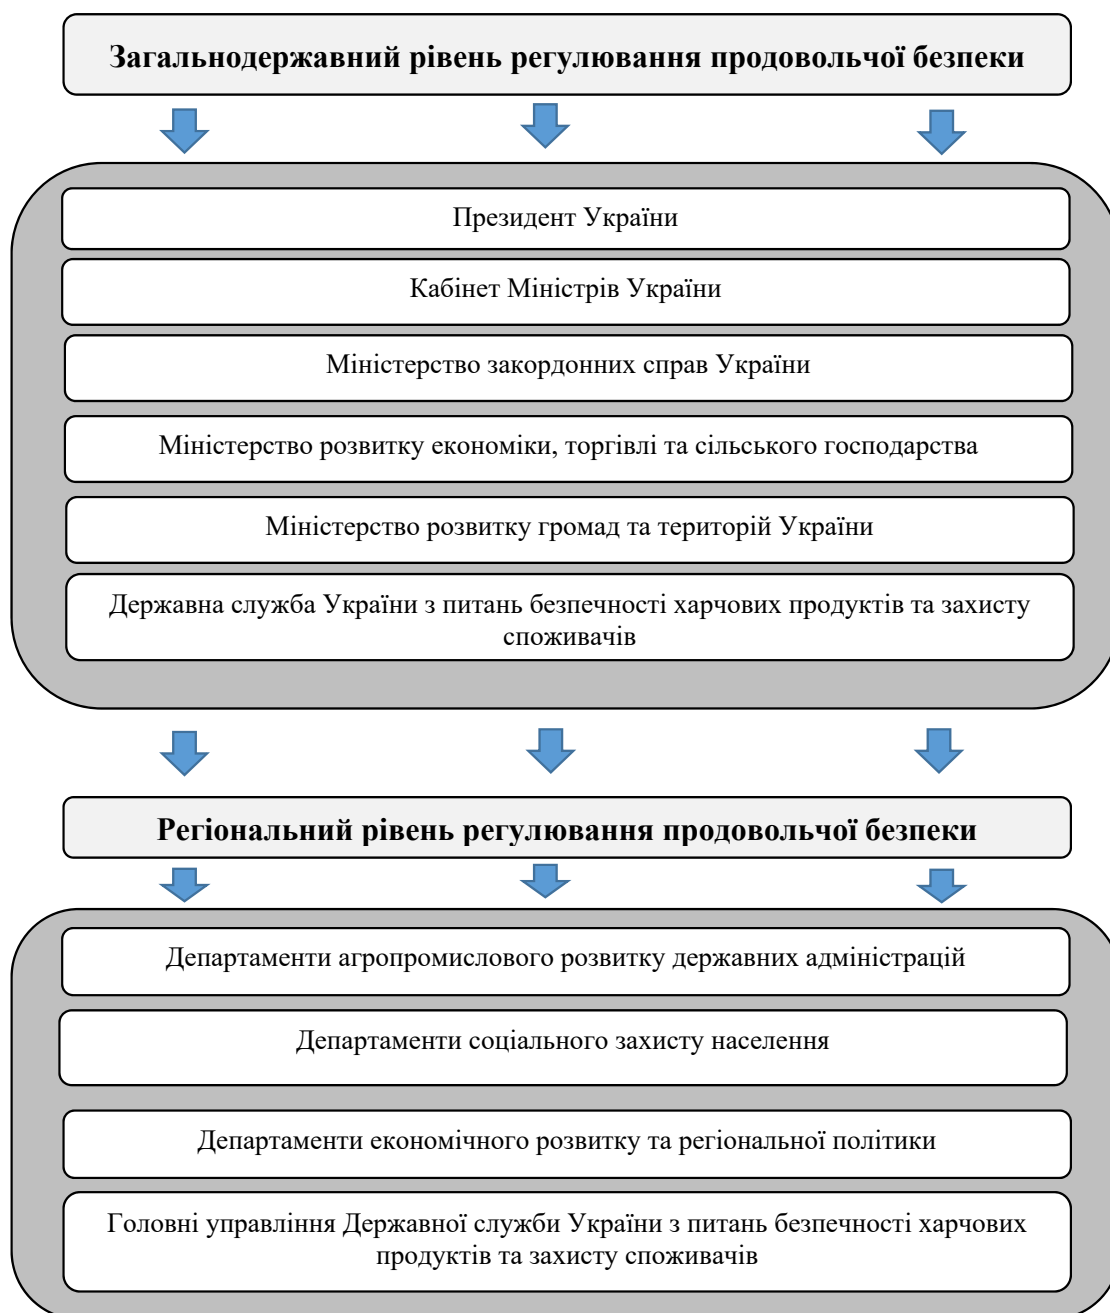 Загальнодержавний рівень регулювання продовольчої безпеки
Президент України
Кабінет Міністрів України
Міністерство закордонних справ України
Міністерство розвитку економіки, торгівлі та сільського господарства
Міністерство розвитку громад та територій України
Державна служба України з питань безпечності харчових продуктів та захисту
споживачів
Регіональний рівень регулювання продовольчої безпеки
Департаменти агропромислового розвитку державних адміністрацій
Департаменти соціального захисту населення
Департаменти економічного розвитку та регіональної політики
Головні управління Державної служби України з питань безпечності харчових
продуктів та захисту споживачів